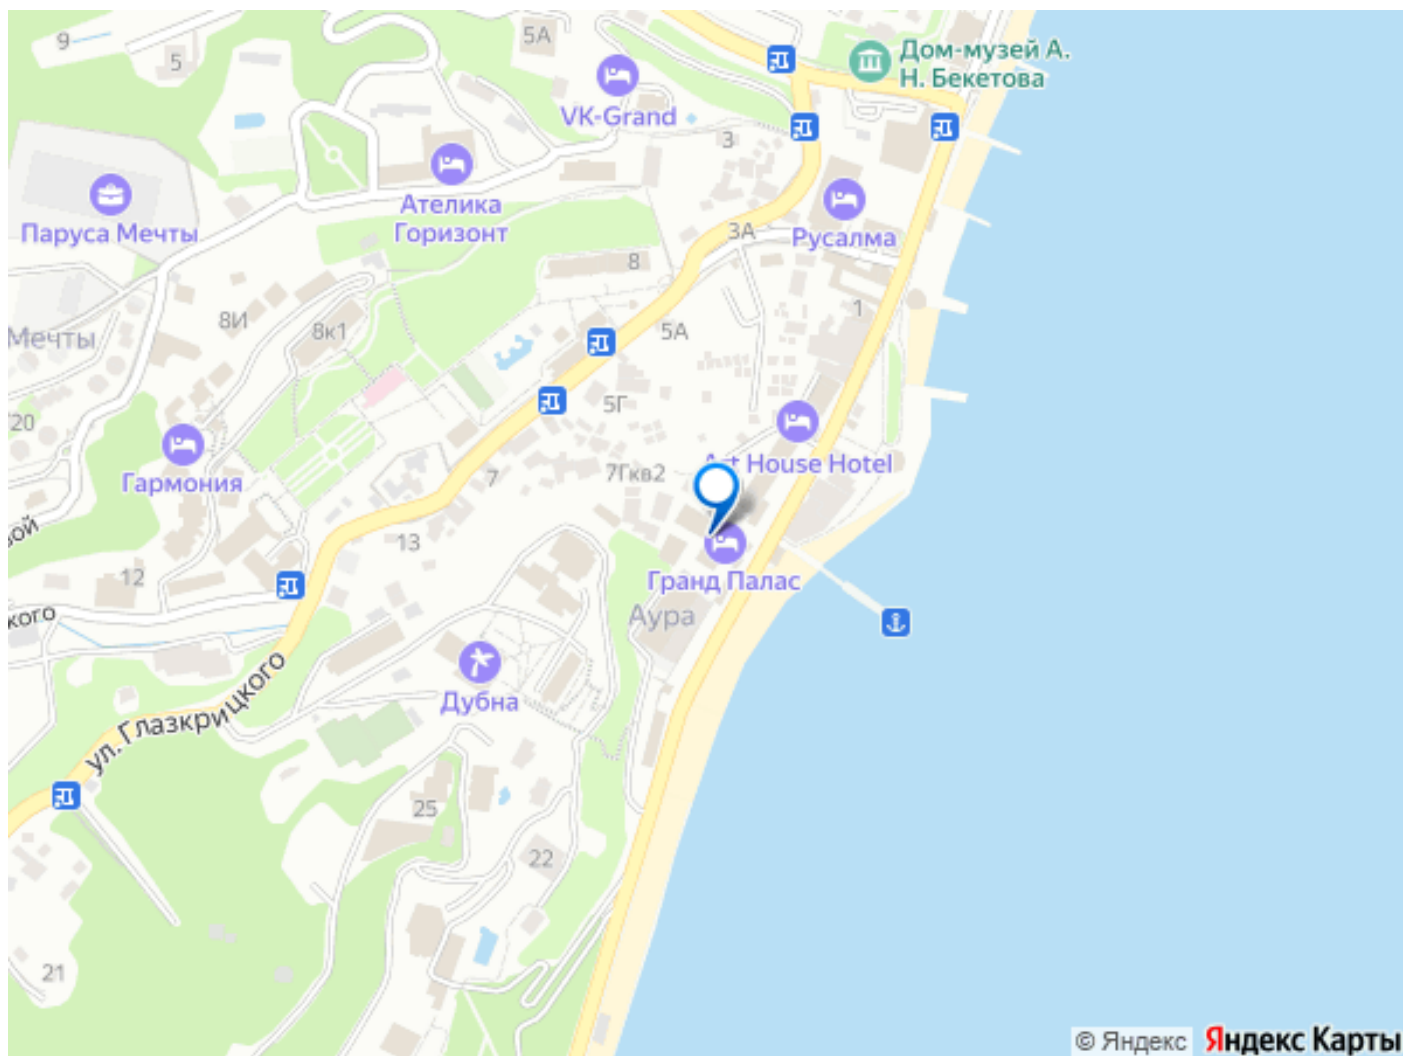 9
5
5А
Дом-музей А.
Н. Бекетова
VK-Grand
3
Ателика
Горизонт
Паруса Мечты
3А
Русалма
8
8И
8к1
Мечты
5А
1
20
5Г
Гармония
7
7Гкв2
Art House Hotel
вой
13
12
Гранд Палас
кого
Аура
ул. Глазкрицкого
Дубна
25
22
21
© Яндекс Яндекс Карты